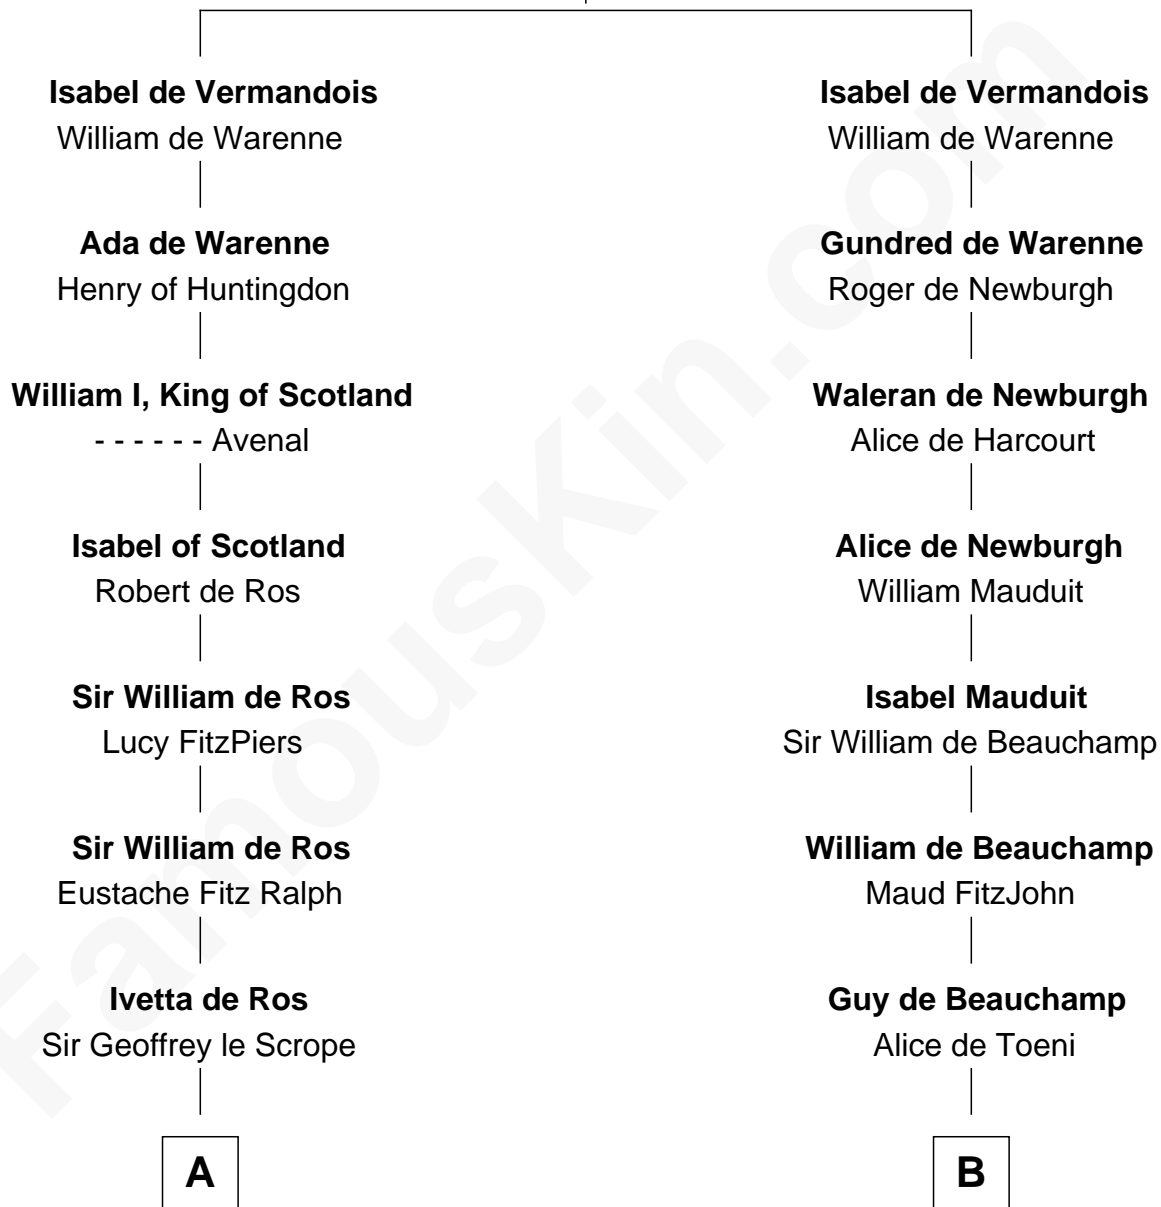 Isabel de Vermandois
William de Warenne
Ada de Warenne
Henry of Huntingdon
William I, King of Scotland
- - - - - - Avenal
Isabel of Scotland
Robert de Ros
Sir William de Ros
Lucy FitzPiers
Sir William de Ros
Eustache Fitz Ralph
Ivetta de Ros
Sir Geoffrey le Scrope
A
Isabel de Vermandois
William de Warenne
Gundred de Warenne
Roger de Newburgh
Waleran de Newburgh
Alice de Harcourt
Alice de Newburgh
William Mauduit
Isabel Mauduit
Sir William de Beauchamp
William de Beauchamp
Maud FitzJohn
Guy de Beauchamp
Alice de Toeni
B
FamousKin.com